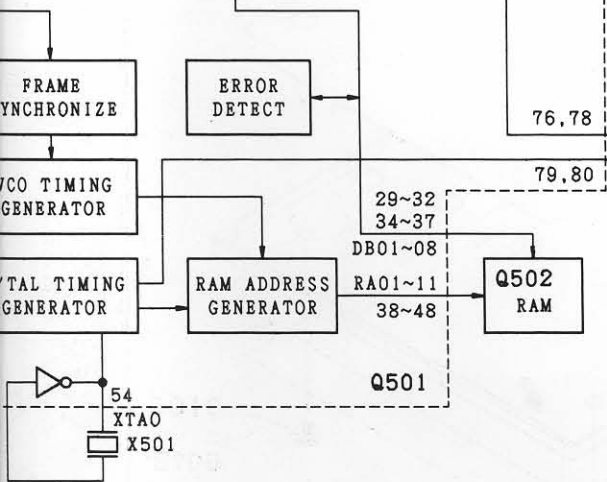 FRAME
YNCHRONIZE
ERROR
DETECT
76,78
79,80
VCO TIMING
GENERATOR
29~32
34~37
DB01~08
YTAL TIMING
GENERATOR
RAM ADDRESS
GENERATOR
RA01~11
38~48
Q502
RAM
Q501
54
XTAO
X501